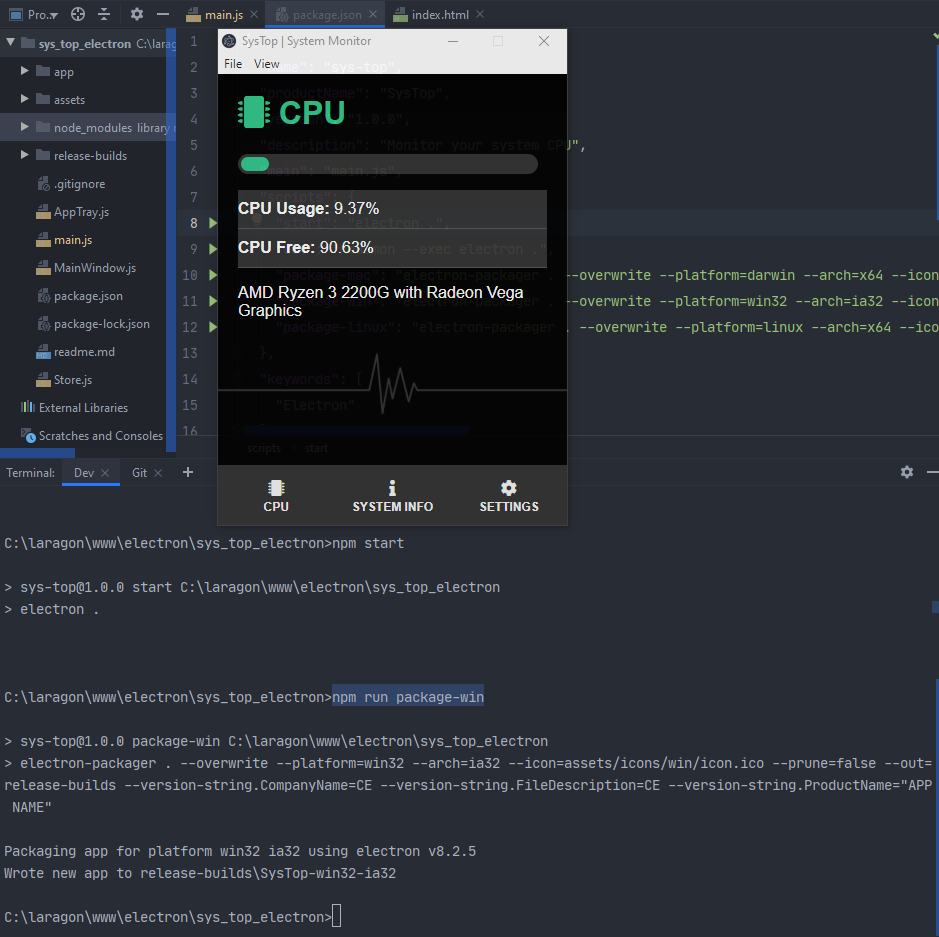 Pro...
main.js
package.json
index.html
sys_top_electron C:\larag
app
assets
node_modules library
release-builds
.gitignore
AppTray.js
main.js
MainWindow.js
package.json
package-lock.json
readme.md
Store.js
External Libraries
Scratches and Consoles
1
2
3
4
5
6
7
8
9
10
11
12
13
14
15
16
SysTop | System Monitor
File View
"name": "sys-top",
"productName": "SysTop",
"1.0.0",
"description": "Monitor your system CPU",
"main": "main.js",
"scripts": {
"start": "electron .",
--exec electron .",
"package-mac": "electron-packager . --overwrite --platform=darwin --arch=x64 --icon
--overwrite --platform=win32 --arch=ia32 --icon
"package-linux": "electron-packager . --overwrite --platform=linux --arch=x64 --ico
},
"keywords": [
"Electron"
scripts start
CPU
CPU Usage: 9.37%
CPU Free: 90.63%
AMD Ryzen 3 2200G with Radeon Vega
Graphics
CPU
SYSTEM INFO
SETTINGS
Terminal: Dev Git
C:\laragon\www\electron\sys_top_electron>npm start
> sys-top@1.0.0 start C:\laragon\www\electron\sys_top_electron
> electron .
C:\laragon\www\electron\sys_top_electron>npm run package-win
> sys-top@1.0.0 package-win C:\laragon\www\electron\sys_top_electron
> electron-packager . --overwrite --platform=win32 --arch=ia32 --icon=assets/icons/win/icon.ico --prune=false --out=
release-builds --version-string.CompanyName=CE --version-string.FileDescription=CE --version-string.ProductName="APP
NAME"
Packaging app for platform win32 ia32 using electron v8.2.5
Wrote new app to release-builds\SysTop-win32-ia32
C:\laragon\www\electron\sys_top_electron>